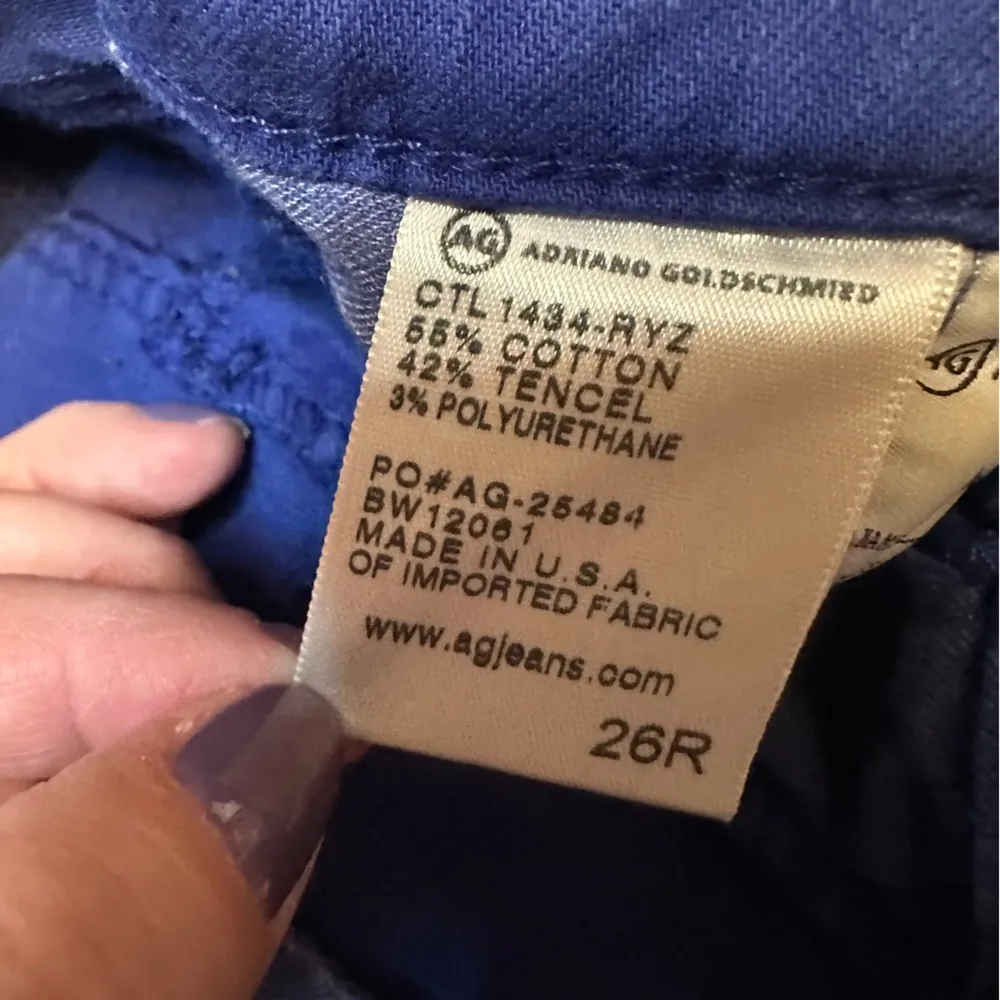 AG ADRIANO GOLDSCHMIED
CTL 1434-RYZ
55% COTTON
42% TENCEL
3% POLYURETHANE
PO#AG-25484
BW12061
MADE IN U.S.A.
OF IMPORTED FABRIC
www.agjeans.com
26R
AG